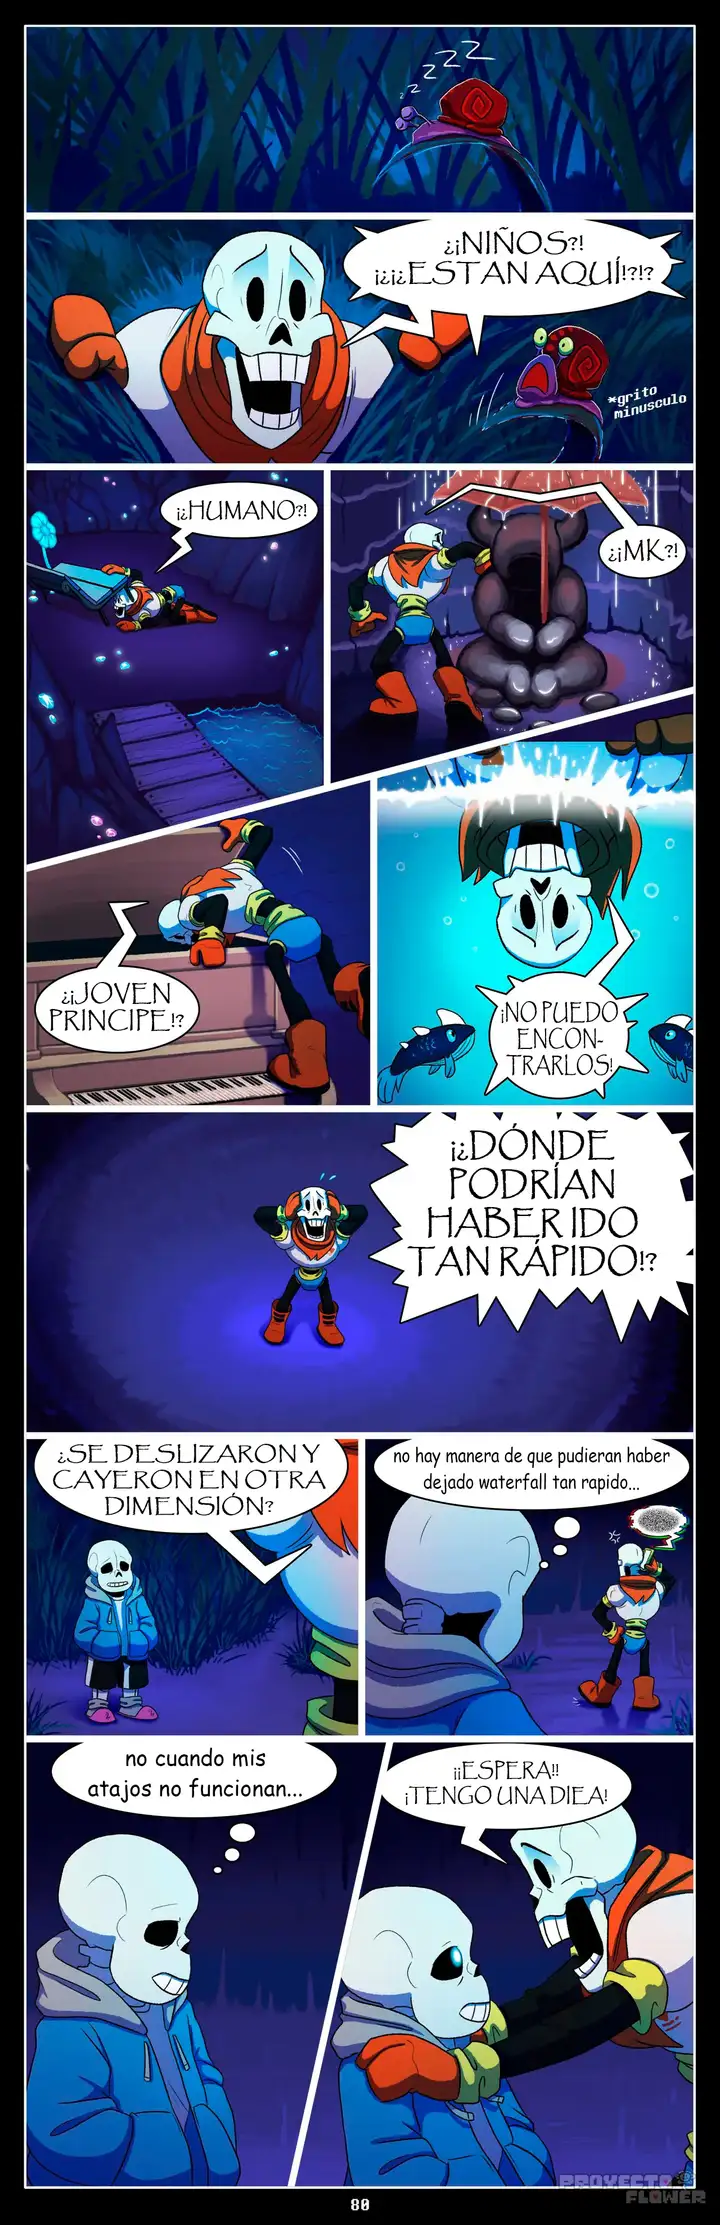 z z z z z
¿¡NIÑOS?!
¡¿¡¿ESTAN AQUÍ!?!?
*grito
minusculo
¡¿HUMANO?!
¿¡MK?!
¿¡JOVEN
PRINCIPE!?
¡NO PUEDO
ENCON-
TRARLOS!
¡¿DÓNDE
PODRÍAN
HABER IDO
TAN RÁPIDO!?
¿SE DESLIZARON Y
CAYERON EN OTRA
DIMENSIÓN?
no hay manera de que pudieran haber
dejado waterfall tan rapido...
no cuando mis
atajos no funcionan...
¡¡ESPERA!!
¡TENGO UNA DIEA!
PROYECTO
FLOWER
80